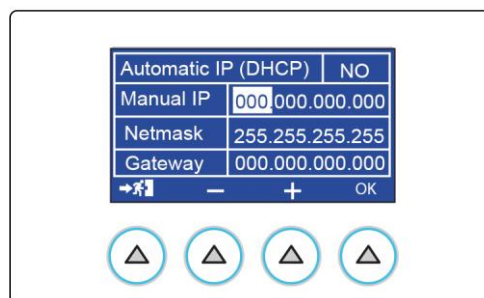 Automatic IP (DHCP) NO
Manual IP 000.000.000.000
Netmask 255.255.255.255
Gateway 000.000.000.000
− + OK